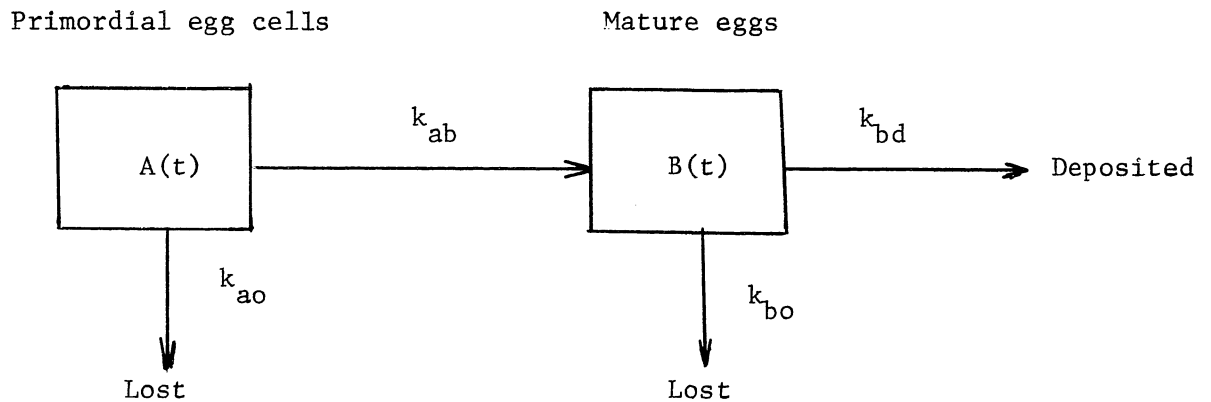 Primordial egg cells
Mature eggs
k_ab
k_bd
A(t)
B(t)
Deposited
k_ao
k_bo
Lost
Lost